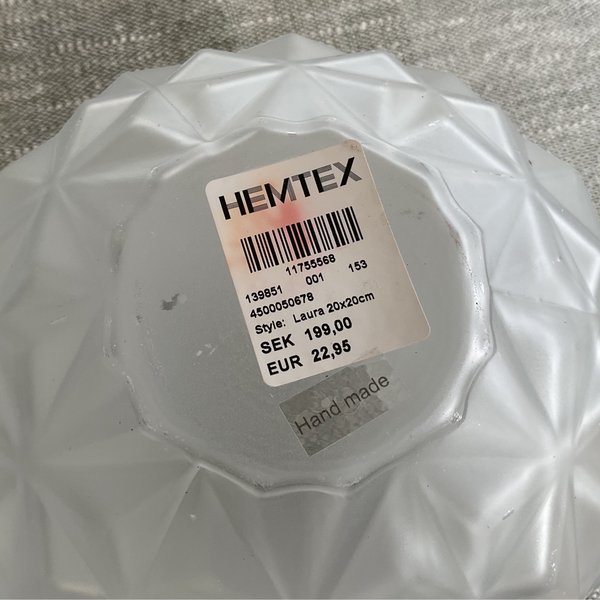 HEMTEX
11755568
139851 001 153
4500050678
Style: Laura 20x20cm
SEK 199,00
EUR 22,95
Hand made